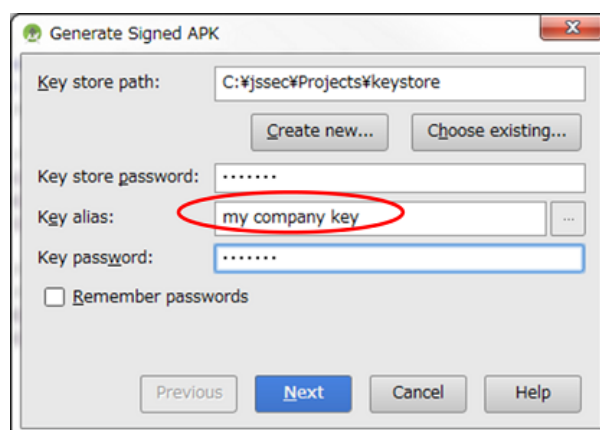 Generate Signed APK
Key store path: C:¥jssec¥Projects¥keystore
Create new... Choose existing...
Key store password: •••••••
Key alias: my company key ...
Key password: •••••••
Remember passwords
Previous Next Cancel Help